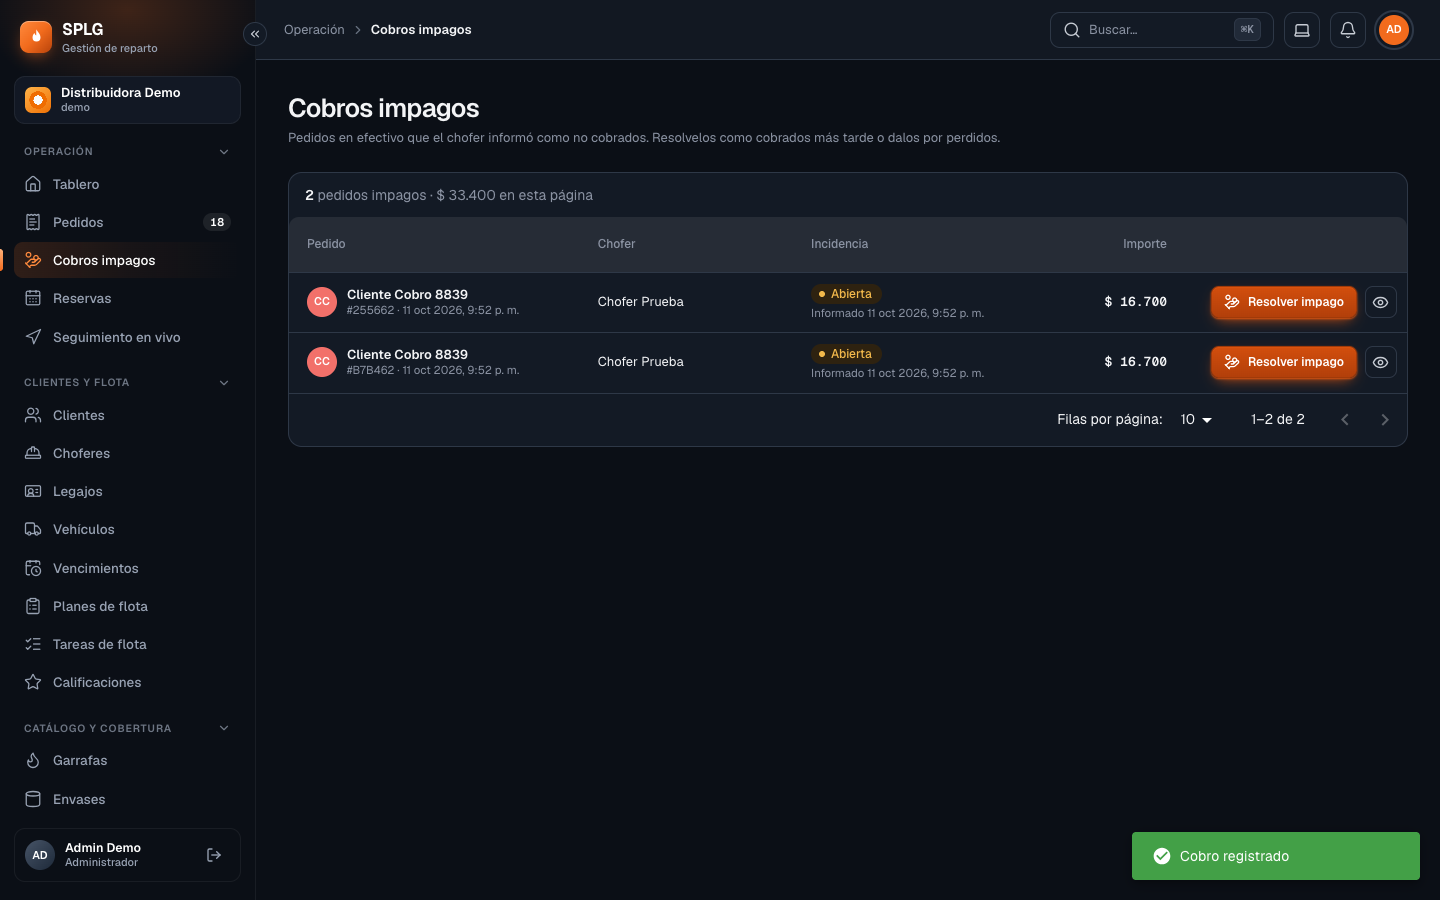 SPLG
Gestión de reparto
Distribuidora Demo
demo
OPERACIÓN
Tablero
Pedidos 18
Cobros impagos
Reservas
Seguimiento en vivo
CLIENTES Y FLOTA
Clientes
Choferes
Legajos
Vehículos
Vencimientos
Planes de flota
Tareas de flota
Calificaciones
CATÁLOGO Y COBERTURA
Garrafas
Envases
AD Admin Demo
Administrador
Operación Cobros impagos
Buscar... ⌘K
AD
Cobros impagos
Pedidos en efectivo que el chofer informó como no cobrados. Resolvelos como cobrados más tarde o dalos por perdidos.
2 pedidos impagos · $ 33.400 en esta página
Pedido Chofer Incidencia Importe
CC Cliente Cobro 8839
#255662 · 11 oct 2026, 9:52 p. m.
Chofer Prueba
Abierta
Informado 11 oct 2026, 9:52 p. m.
$ 16.700
Resolver impago
CC Cliente Cobro 8839
#B7B462 · 11 oct 2026, 9:52 p. m.
Chofer Prueba
Abierta
Informado 11 oct 2026, 9:52 p. m.
$ 16.700
Resolver impago
Filas por página: 10 1–2 de 2
Cobro registrado